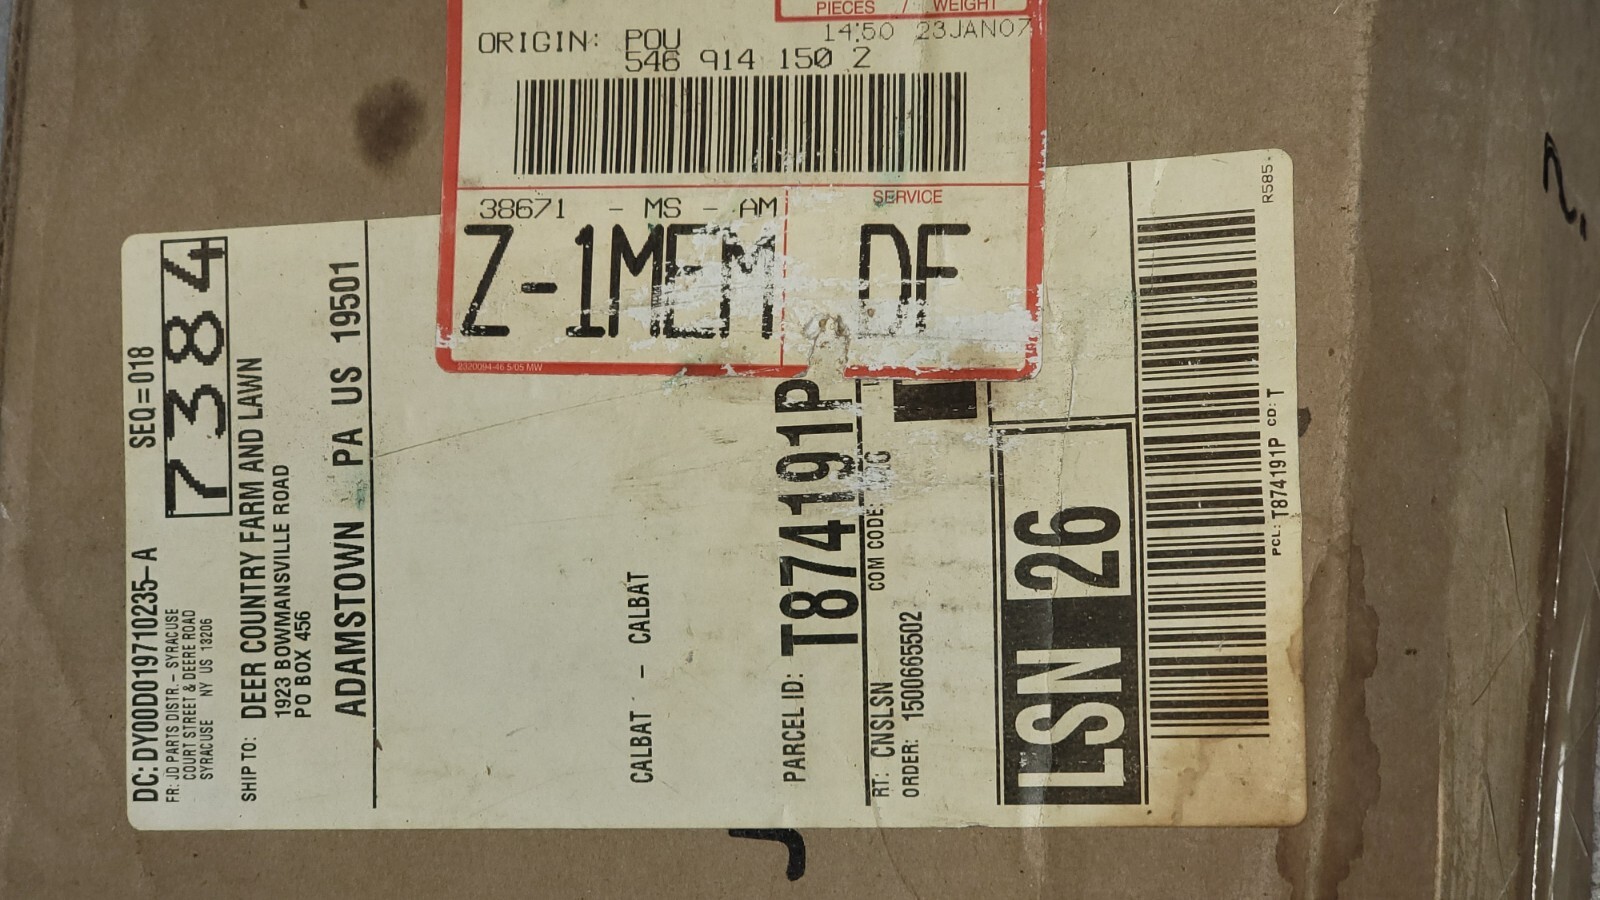 PIECES / WEIGHT
14:50 23JAN07
ORIGIN: POU
546 914 150 2
38671 - MS - AM
SERVICE
Z-1MEM DF
2320094-46 5/05 MW
DC: DY00D019710235-A SEQ=018
FR: JD PARTS DISTR. - SYRACUSE
COURT STREET & DEERE ROAD
SYRACUSE NY US 13206
7384
SHIP TO: DEER COUNTRY FARM AND LAWN
1923 BOWMANSVILLE ROAD
PO BOX 456
ADAMSTOWN PA US 19501
CALBAT - CALBAT
PARCEL ID: T874191P
RT: CNSLSN COM CODE:
ORDER: 1500665502
LSN 26
R585
PCL: T874191P CD: T